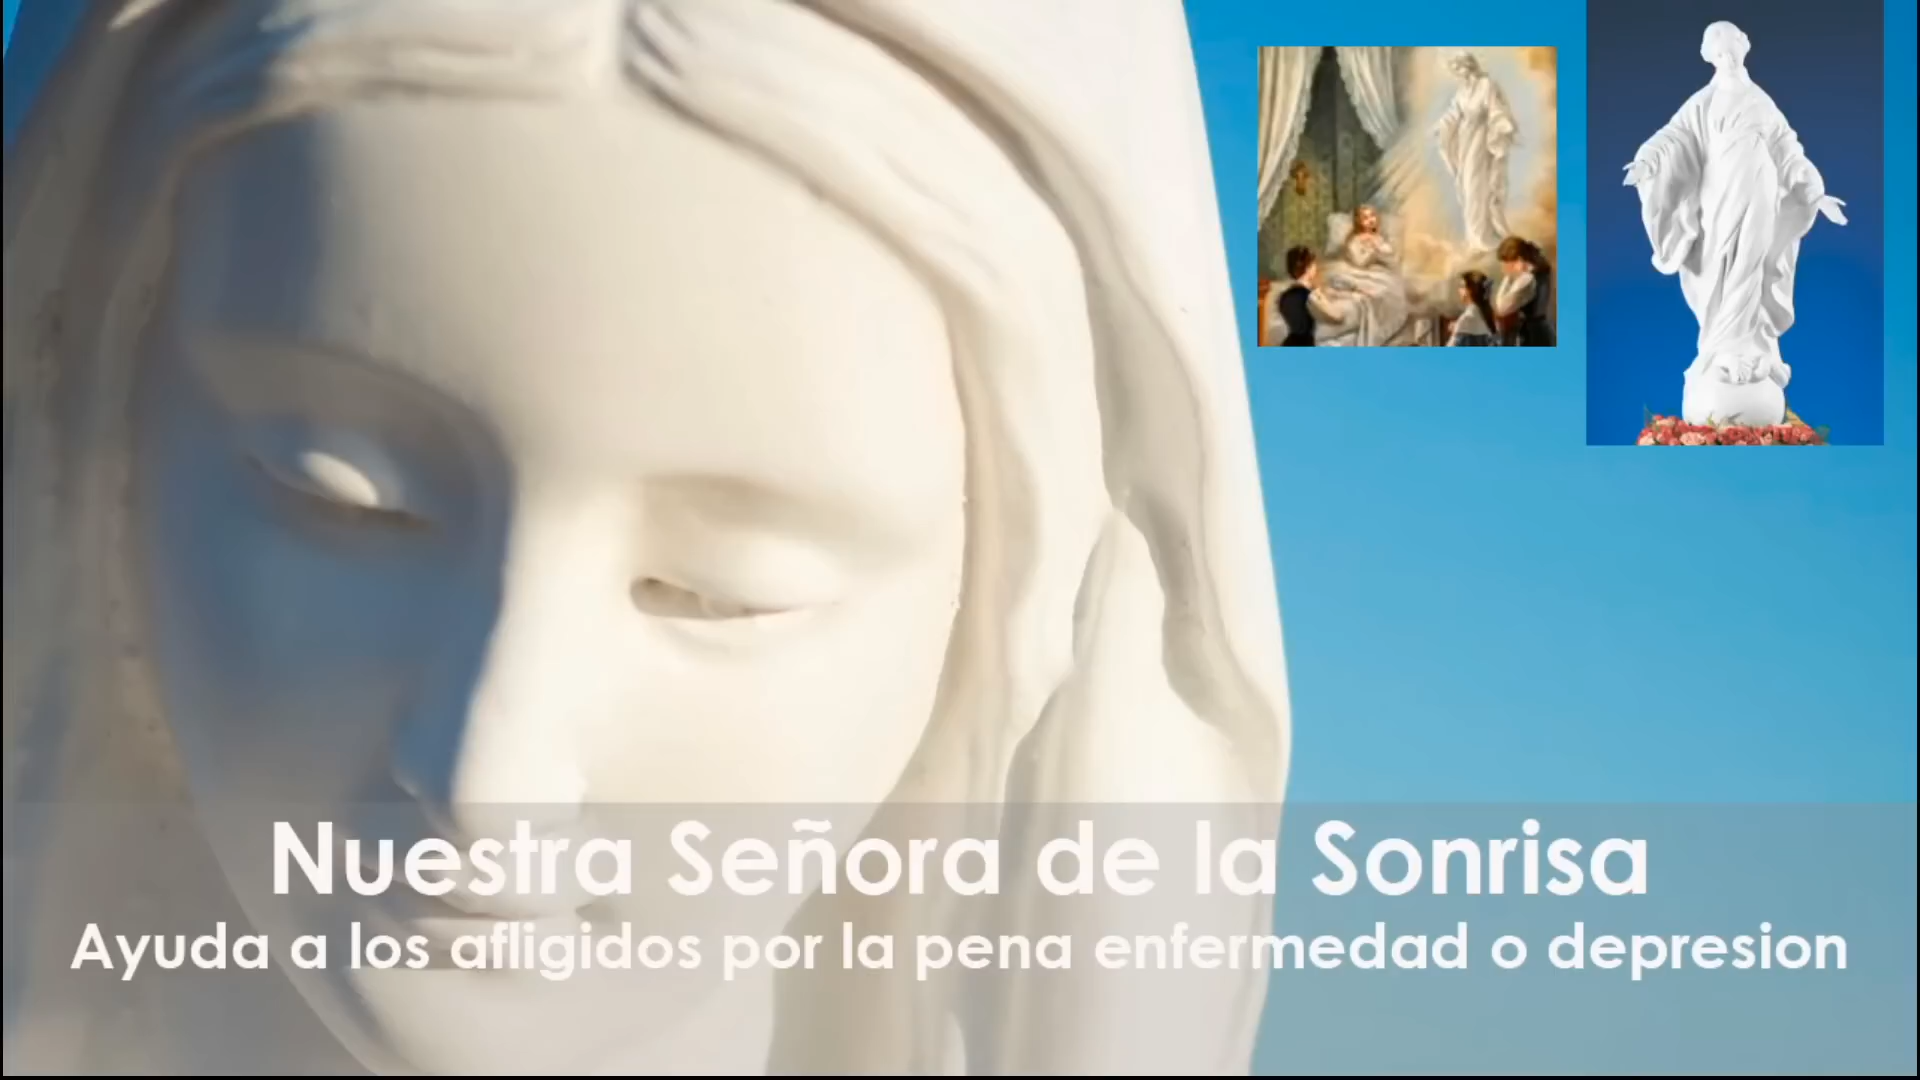 Nuestra Señora de la Sonrisa
Ayuda a los afligidos por la pena enfermedad o depresion